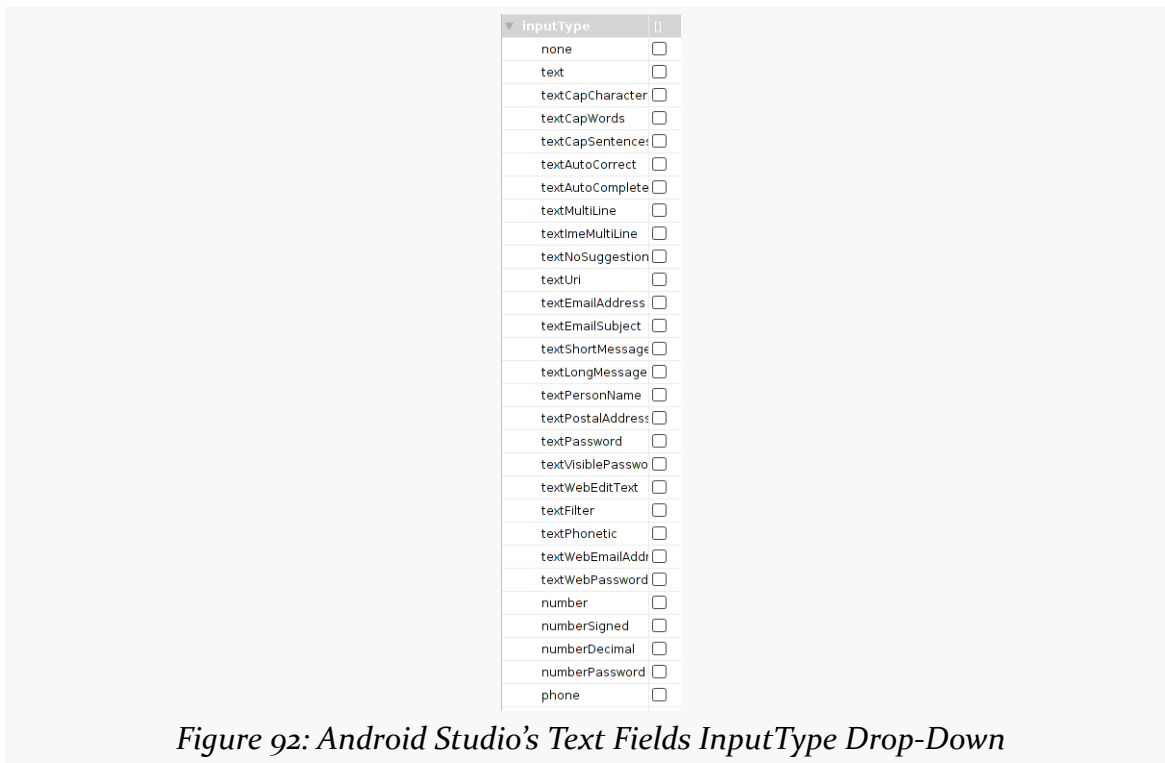 inputType []
none
text
textCapCharacter
textCapWords
textCapSentences
textAutoCorrect
textAutoComplete
textMultiLine
textImeMultiLine
textNoSuggestion
textUri
textEmailAddress
textEmailSubject
textShortMessage
textLongMessage
textPersonName
textPostalAddress
textPassword
textVisiblePasswo
textWebEditText
textFilter
textPhonetic
textWebEmailAddr
textWebPassword
number
numberSigned
numberDecimal
numberPassword
phone
Figure 92: Android Studio's Text Fields InputType Drop-Down